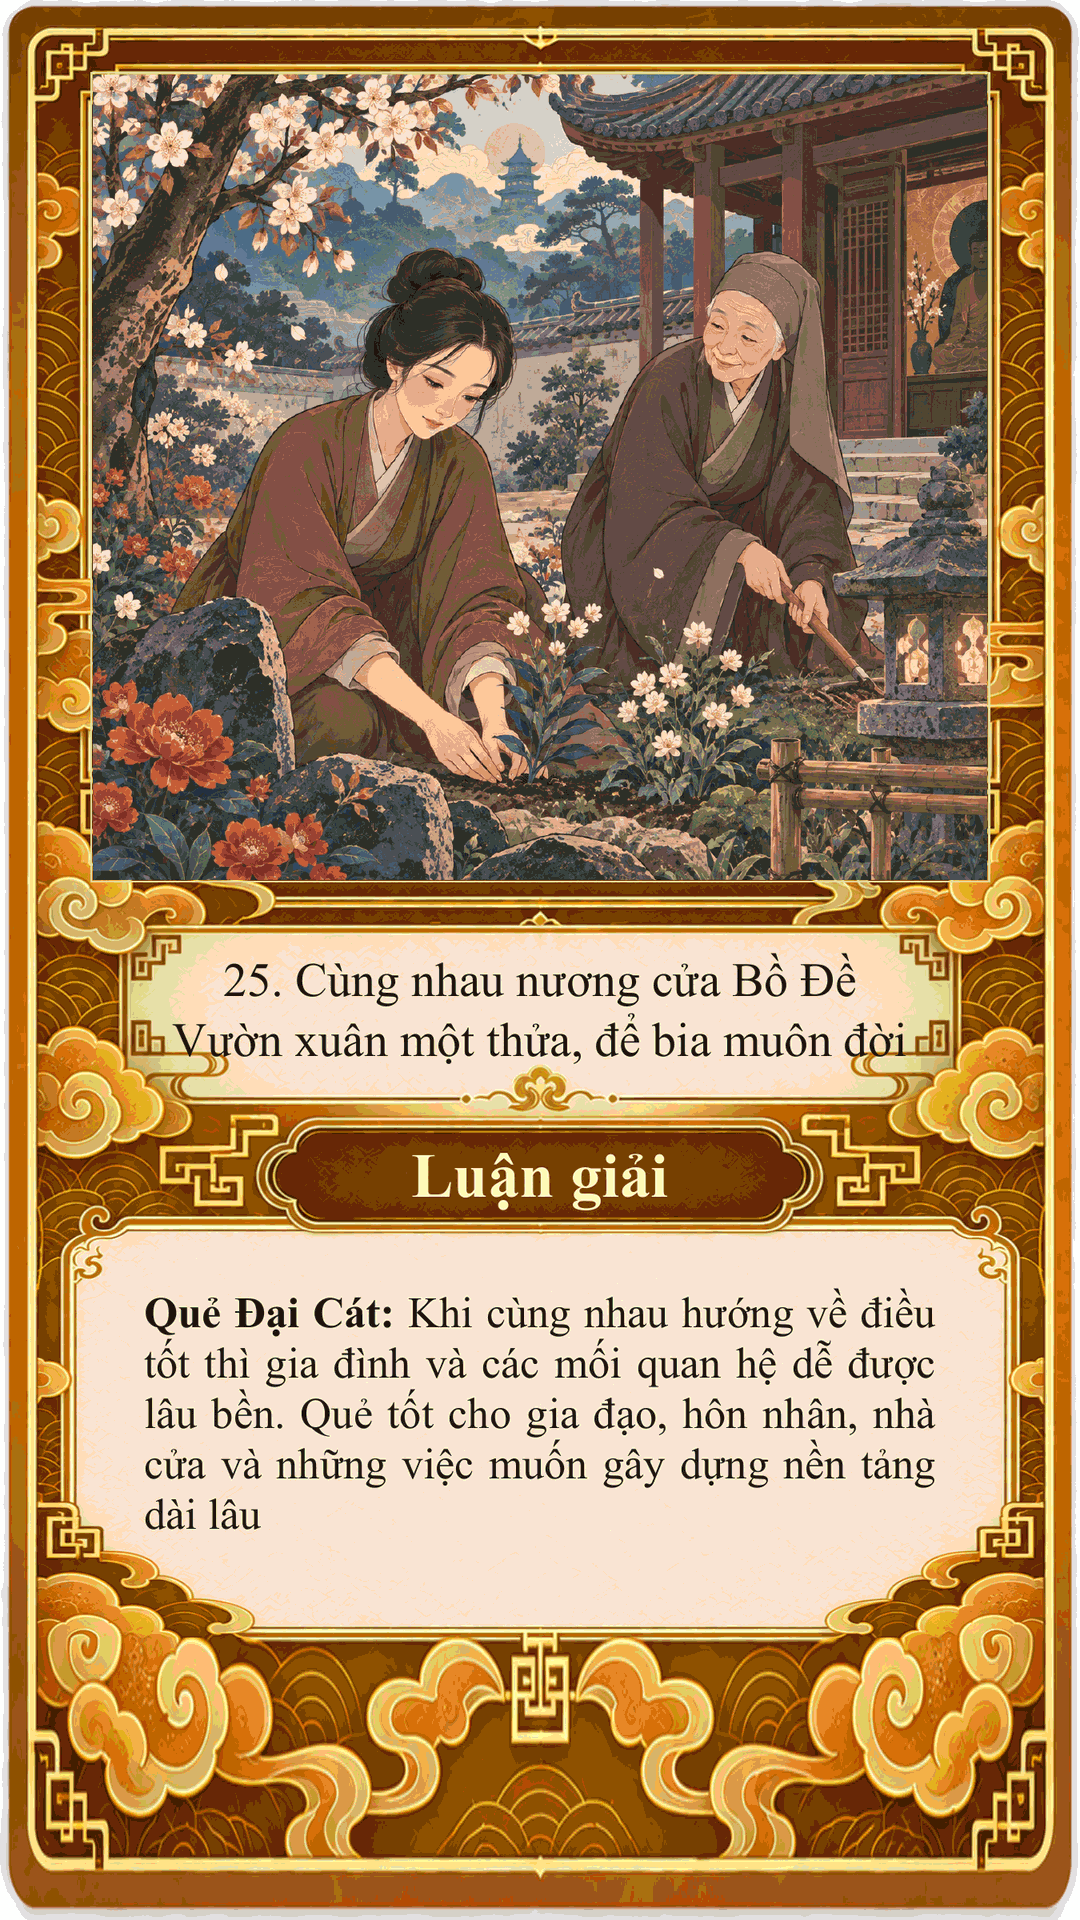 25. Cùng nhau nương cửa Bồ Đề
Vườn xuân một thửa, để bia muôn đời
Luận giải
Quẻ Đại Cát: Khi cùng nhau hướng về điều
tốt thì gia đình và các mối quan hệ dễ được
lâu bền. Quẻ tốt cho gia đạo, hôn nhân, nhà
cửa và những việc muốn gây dựng nền tảng
dài lâu